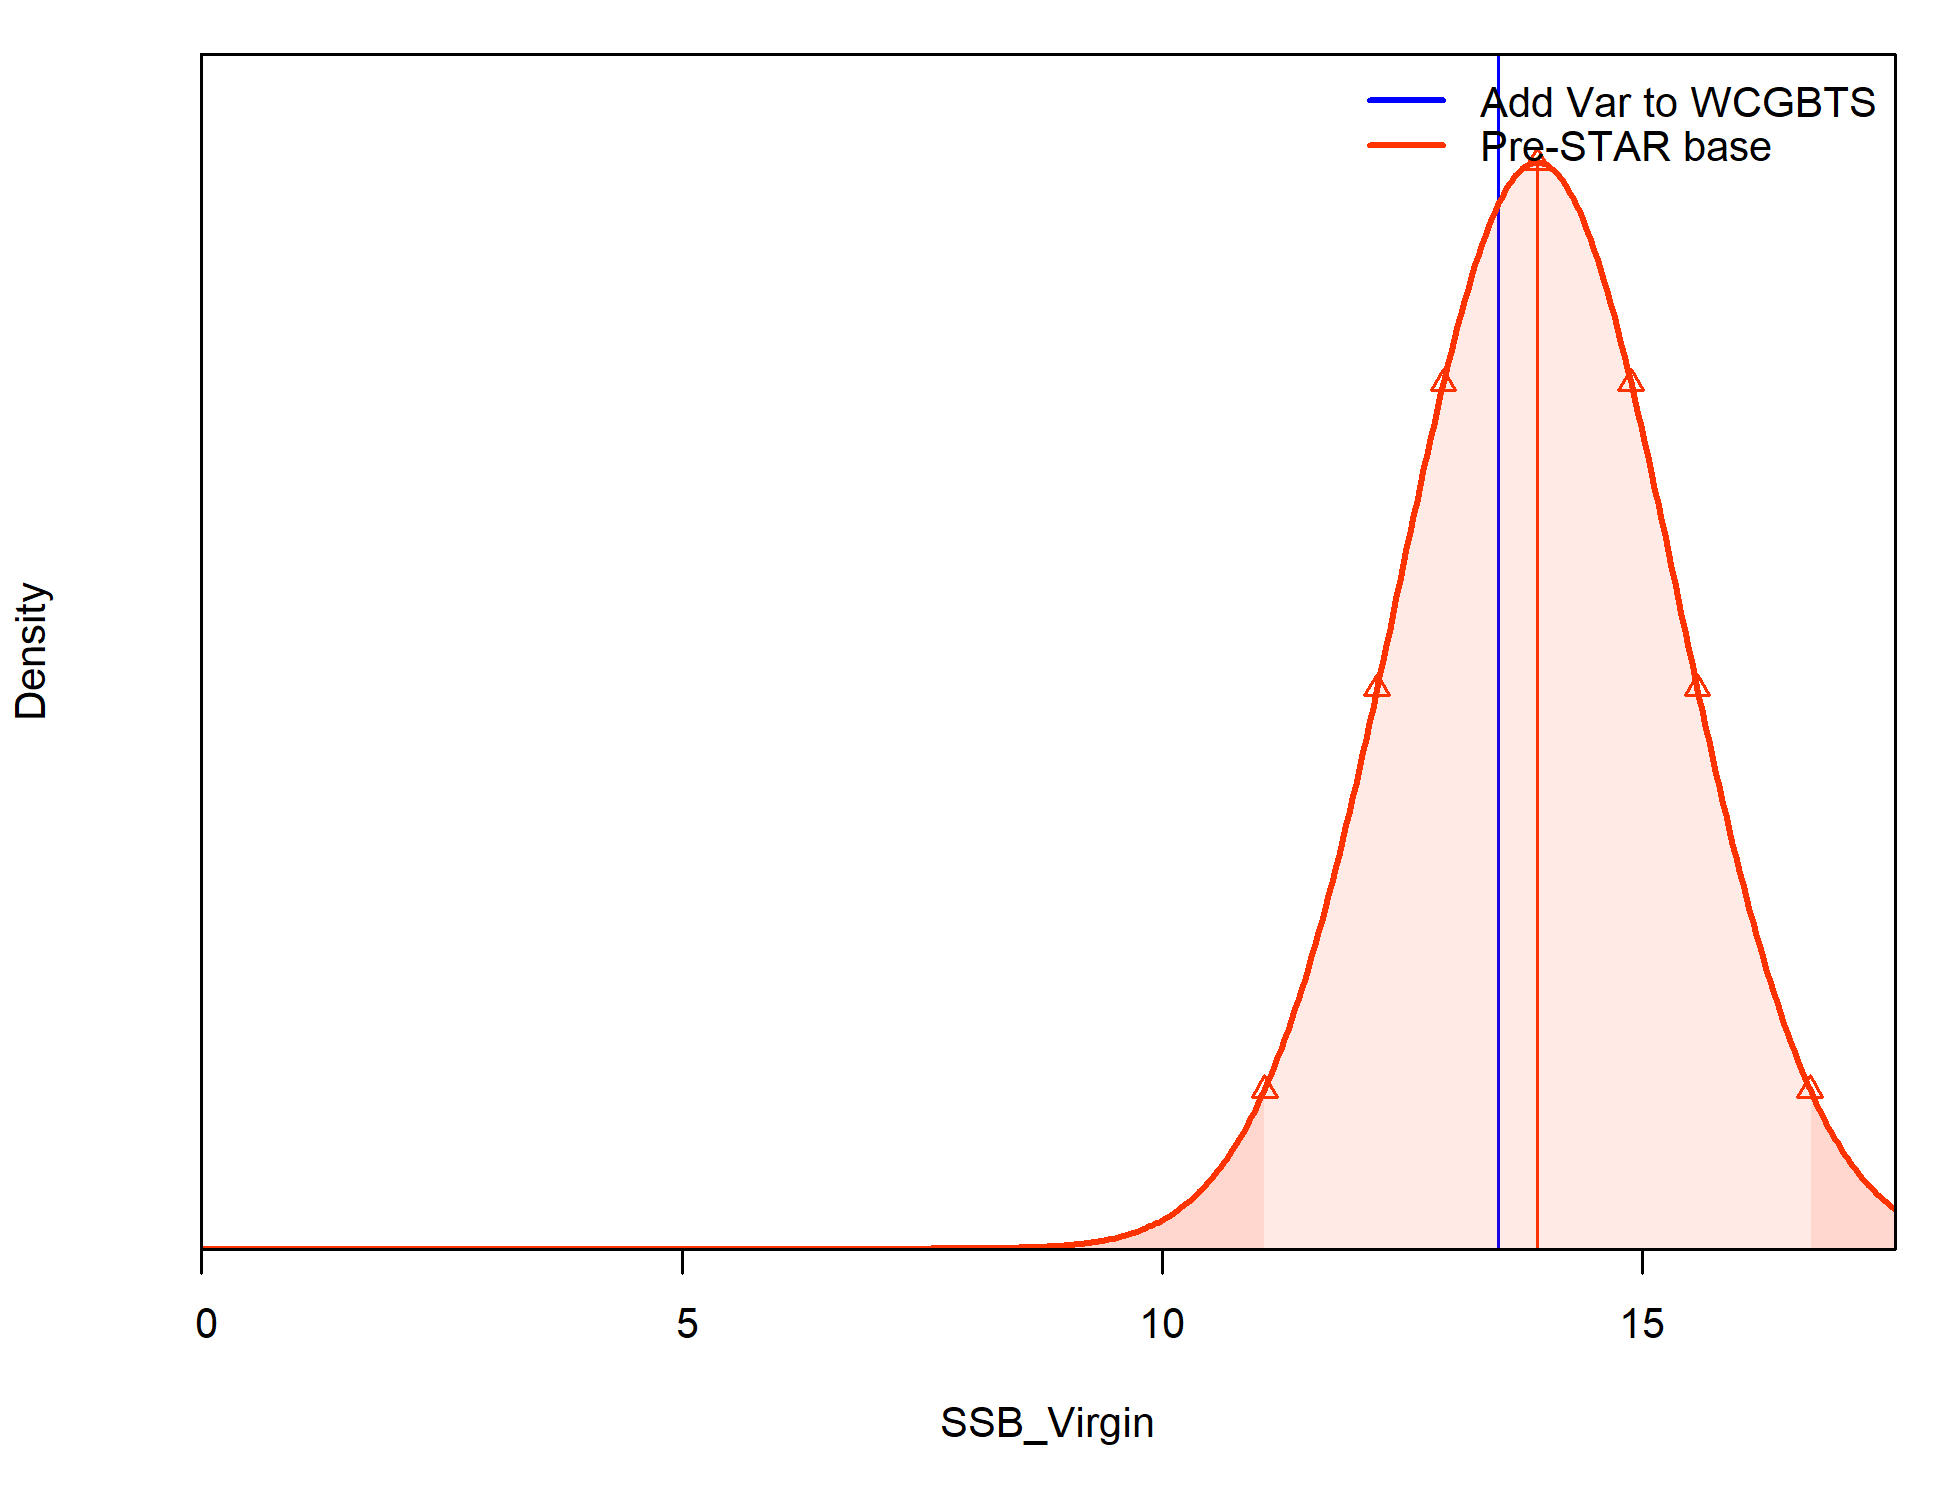 Add Var to WCGBTS
Pre-STAR base
Density
0 5 10 15
SSB_Virgin